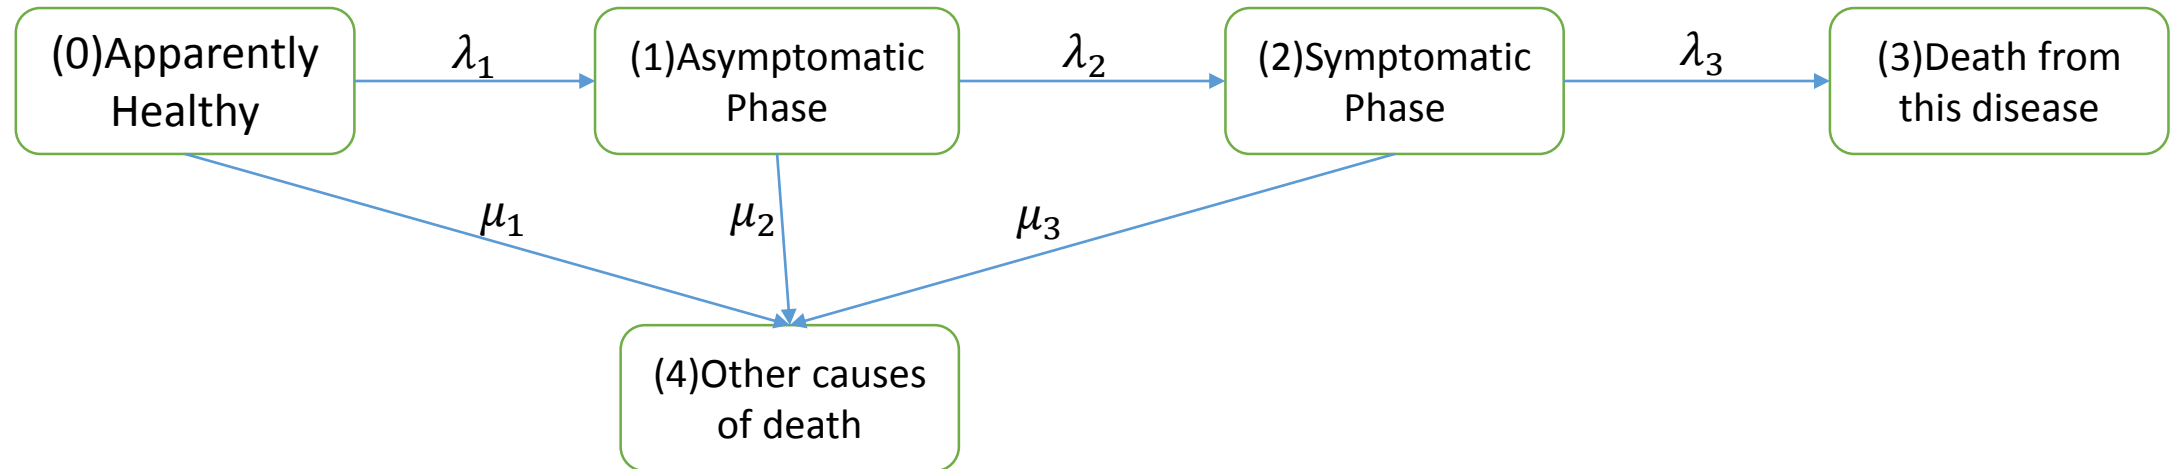 (0)Apparently
Healthy
λ₁
(1)Asymptomatic
Phase
λ₂
(2)Symptomatic
Phase
λ₃
(3)Death from
this disease
μ₁
μ₂
μ₃
(4)Other causes
of death